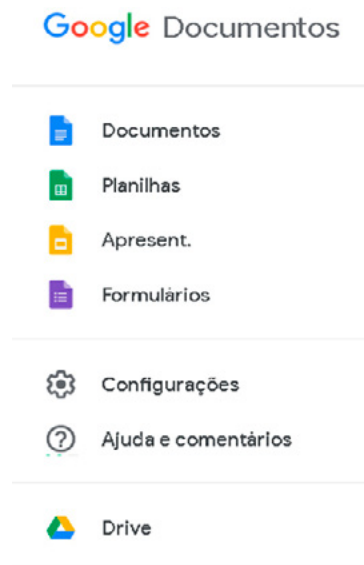 Google Documentos
Documentos
Planilhas
Apresent.
Formulários
Configurações
Ajuda e comentários
Drive